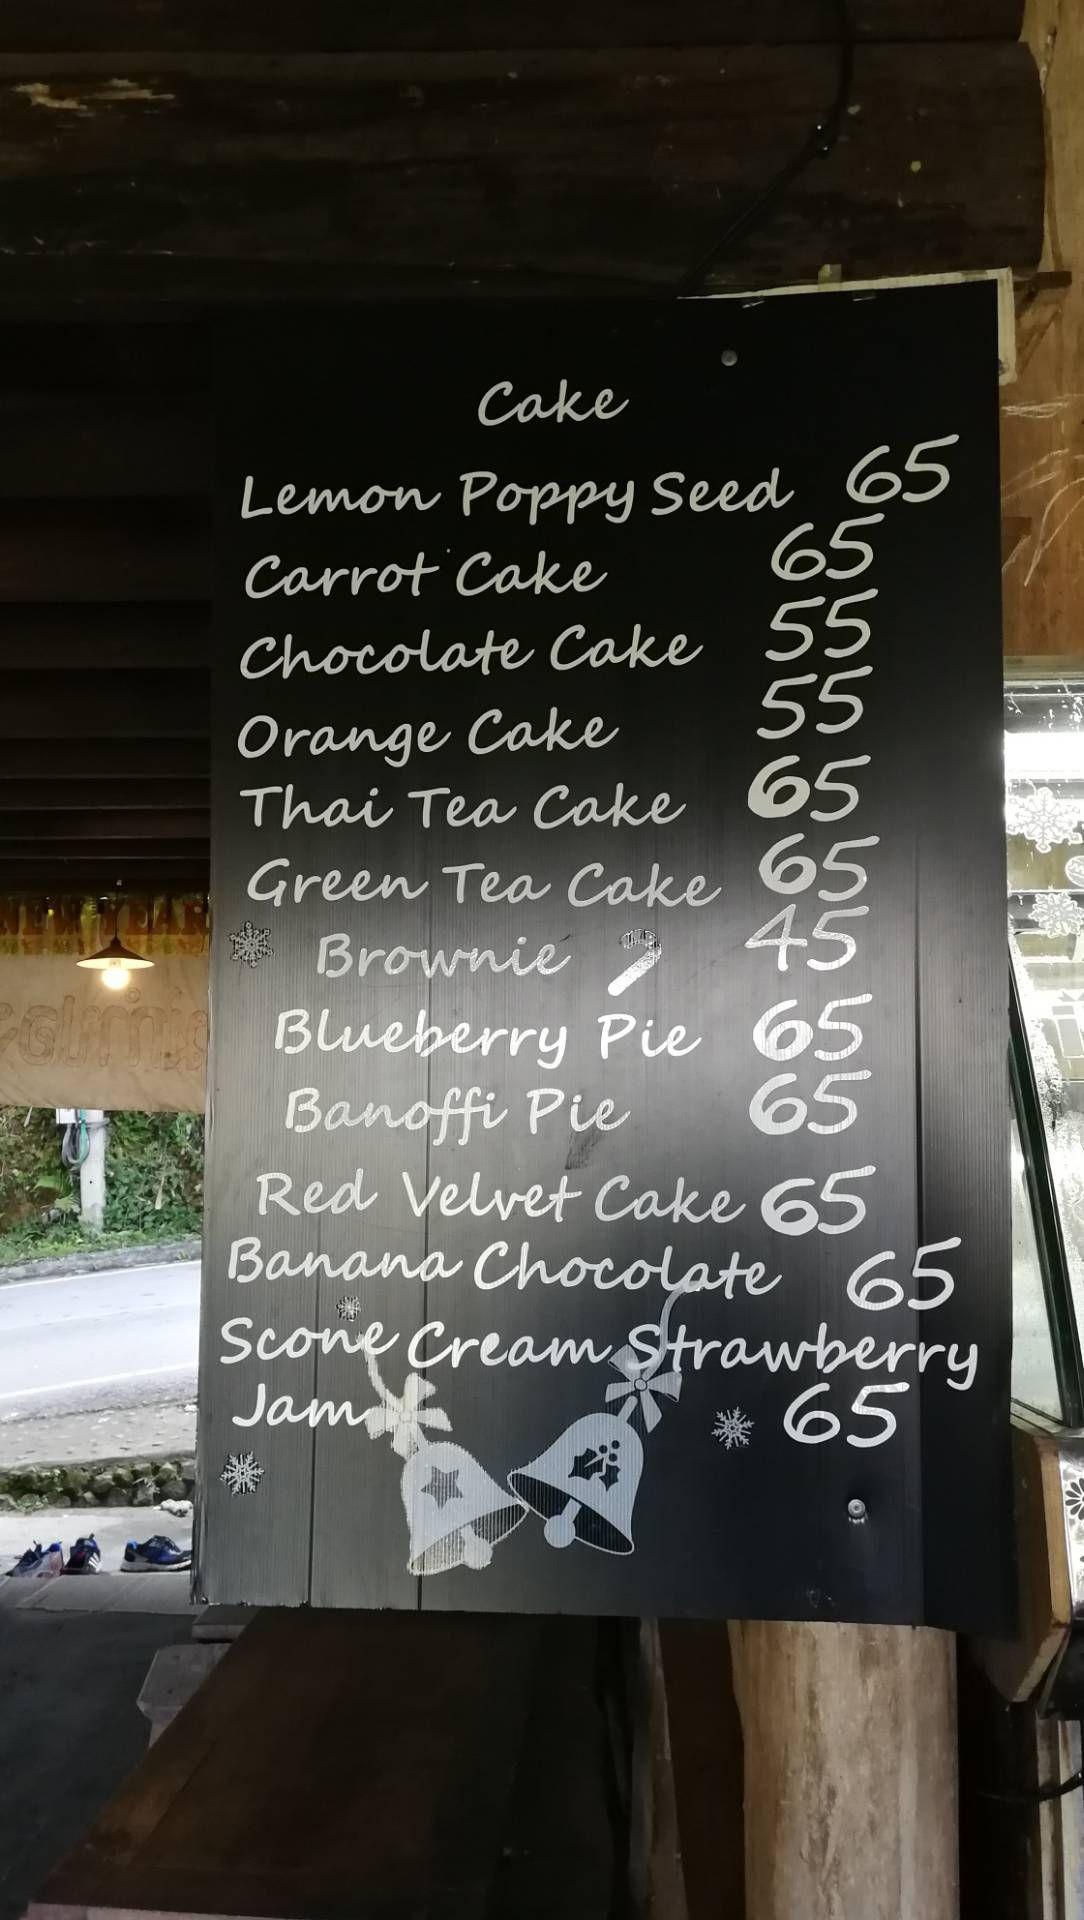 Cake
Lemon Poppy Seed 65
Carrot Cake 65
Chocolate Cake 55
Orange Cake 55
Thai Tea Cake 65
Green Tea Cake 65
Brownie 45
Blueberry Pie 65
Banoffi Pie 65
Red Velvet Cake 65
Banana Chocolate 65
Scone Cream Strawberry
Jam 65
NEW YEAR